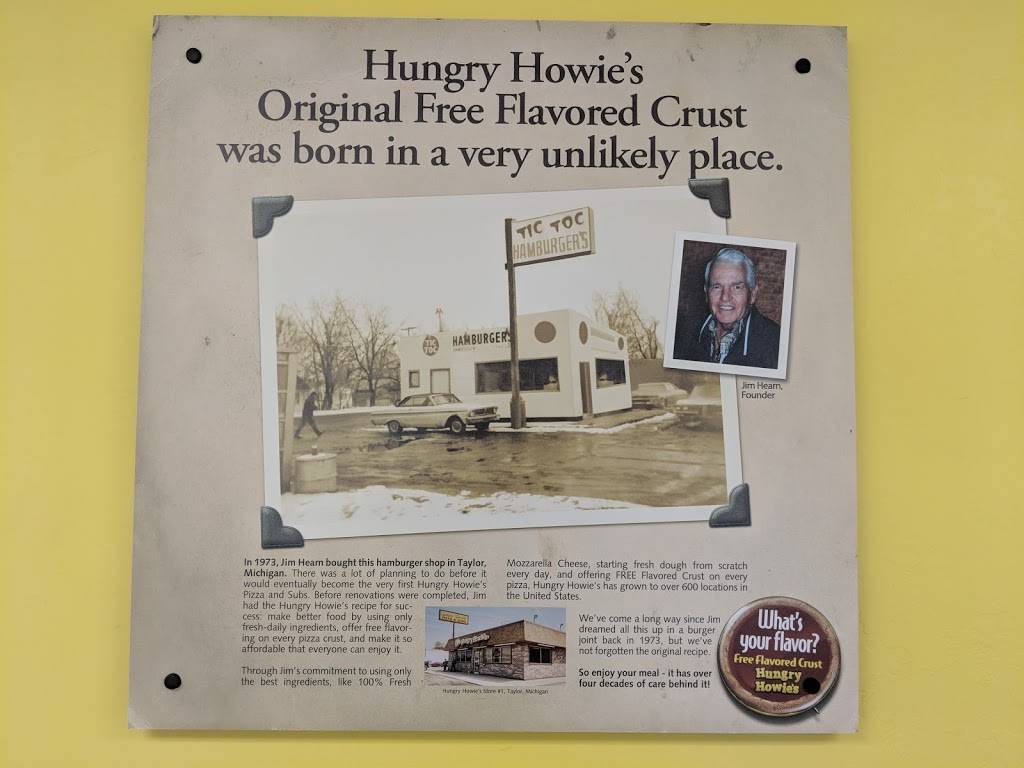 Hungry Howie's
Original Free Flavored Crust
was born in a very unlikely place.
TIC TOC
HAMBURGER'S
TIC
TOC
HAMBURGER'S
Jim Hearn,
Founder
In 1973, Jim Hearn bought this hamburger shop in Taylor,
Michigan. There was a lot of planning to do before it
would eventually become the very first Hungry Howie's
Pizza and Subs. Before renovations were completed, Jim
had the Hungry Howie's recipe for suc-
cess: make better food by using only
fresh-daily ingredients, offer free flavor-
ing on every pizza crust, and make it so
affordable that everyone can enjoy it.
Through Jim's commitment to using only
the best ingredients, like 100% Fresh
Mozzarella Cheese, starting fresh dough from scratch
every day, and offering FREE Flavored Crust on every
pizza, Hungry Howie's has grown to over 600 locations in
the United States.
We've come a long way since Jim
dreamed all this up in a burger
joint back in 1973, but we've
not forgotten the original recipe.
So enjoy your meal - it has over
four decades of care behind it!
Hungry Howie's Store #1, Taylor, Michigan
What's
your flavor?
Free Flavored Crust
Hungry
Howie's